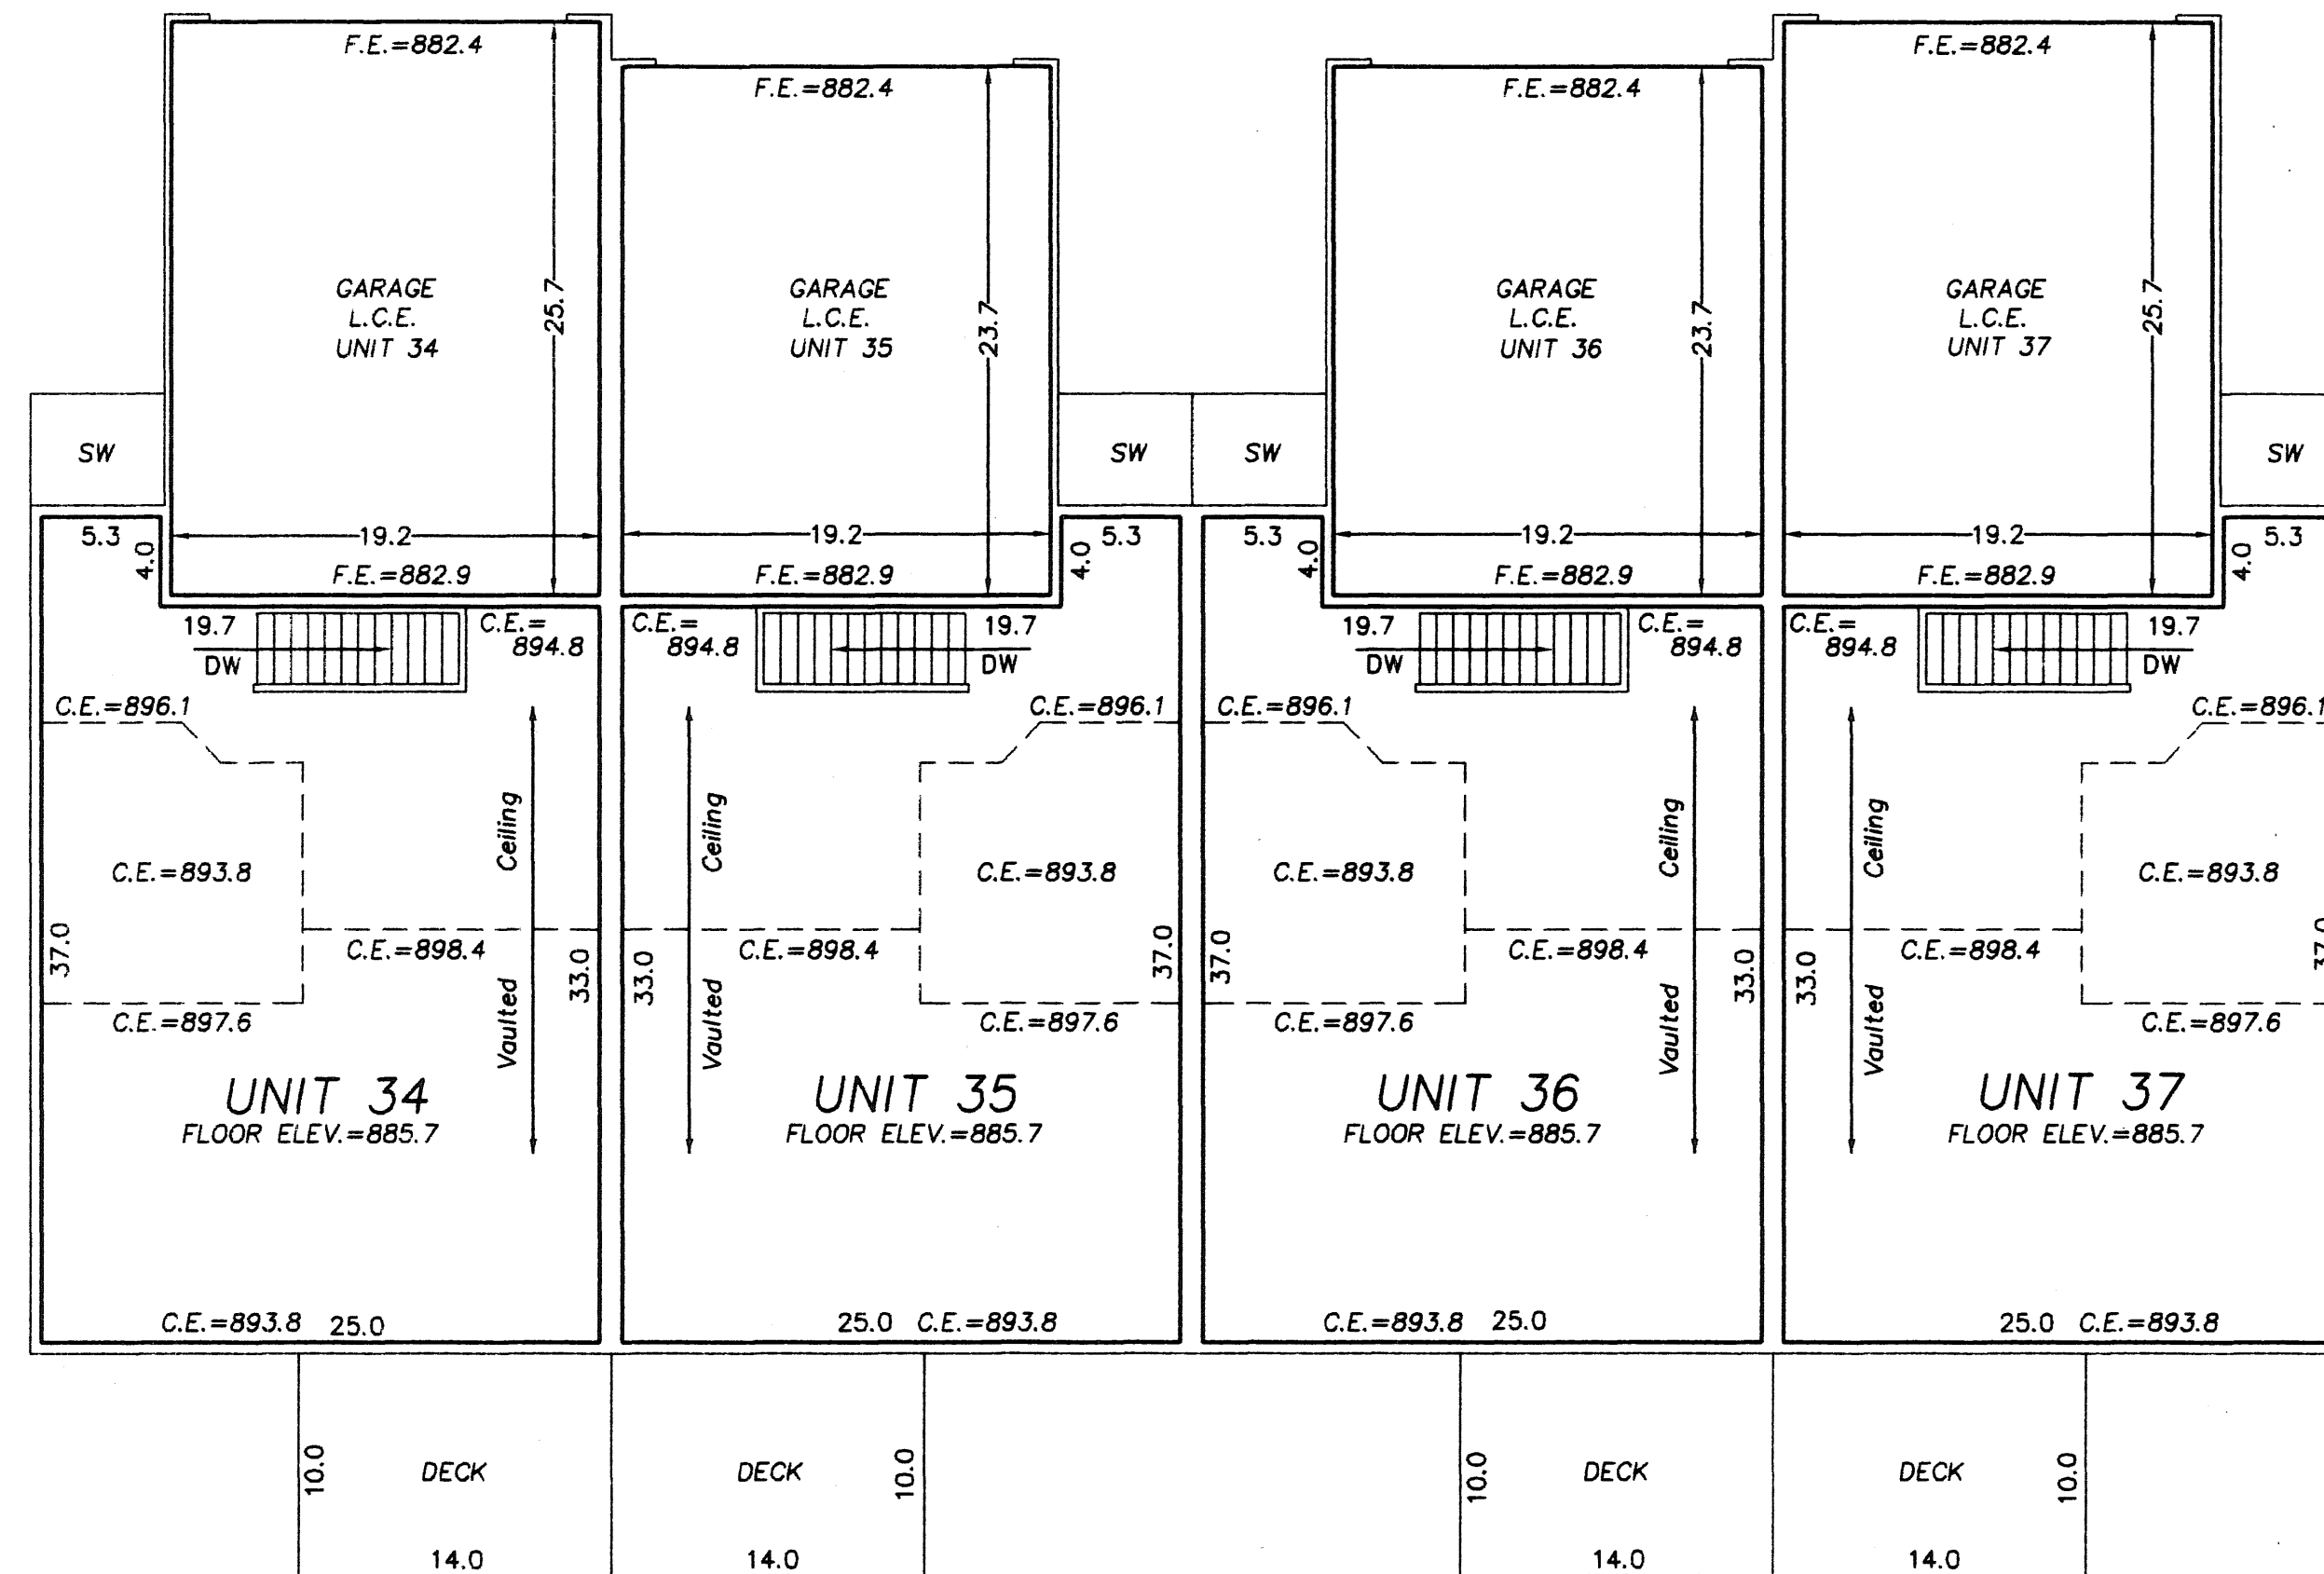 F.E.=882.4
F.E.=882.4
F.E.=882.4
F.E.=882.4
GARAGE
L.C.E.
UNIT 34
25.7
GARAGE
L.C.E.
UNIT 35
23.7
GARAGE
L.C.E.
UNIT 36
23.7
GARAGE
L.C.E.
UNIT 37
25.7
SW
SW
SW
SW
5.3
4.0
19.2
F.E.=882.9
19.2
F.E.=882.9
4.0
5.3
5.3
4.0
19.2
F.E.=882.9
19.2
F.E.=882.9
4.0
5.3
19.7
DW
C.E.=
894.8
C.E.=
894.8
19.7
DW
19.7
DW
C.E.=
894.8
C.E.=
894.8
19.7
DW
C.E.=896.1
C.E.=896.1
C.E.=896.1
C.E.=896.1
Vaulted Ceiling
Vaulted Ceiling
Vaulted Ceiling
Vaulted Ceiling
C.E.=893.8
C.E.=893.8
C.E.=893.8
C.E.=893.8
37.0
C.E.=898.4
33.0
33.0
C.E.=898.4
37.0
37.0
C.E.=898.4
33.0
33.0
C.E.=898.4
37.0
C.E.=897.6
C.E.=897.6
C.E.=897.6
C.E.=897.6
UNIT 34
FLOOR ELEV.=885.7
UNIT 35
FLOOR ELEV.=885.7
UNIT 36
FLOOR ELEV.=885.7
UNIT 37
FLOOR ELEV.=885.7
C.E.=893.8 25.0
25.0 C.E.=893.8
C.E.=893.8 25.0
25.0 C.E.=893.8
10.0
DECK
DECK
10.0
10.0
DECK
DECK
10.0
14.0
14.0
14.0
14.0